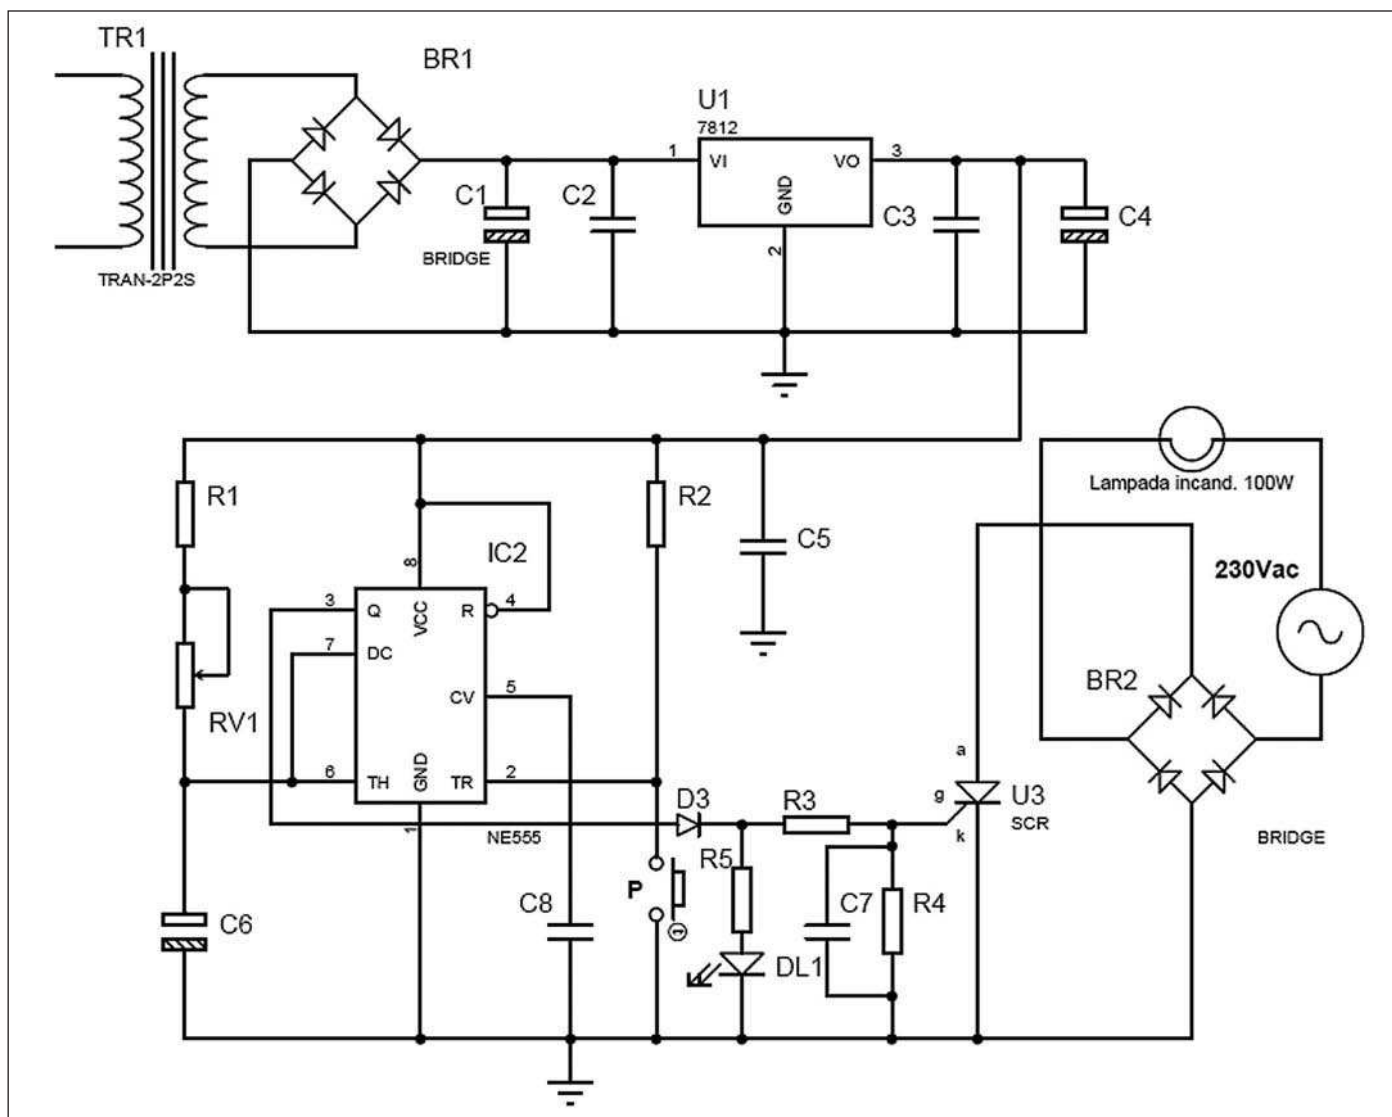 TR1
BR1
U1
7812
1
VI
VO
3
GND
2
C1
C2
C3
C4
BRIDGE
TRAN-2P2S
Lampada incand. 100W
230Vac
R1
R2
C5
IC2
8
3
Q
VCC
R
4
7
DC
CV
5
RV1
6
TH
GND
TR
2
1
NE555
D3
R3
a
g
k
U3
SCR
BR2
BRIDGE
R5
P
C8
C6
C7
R4
DL1